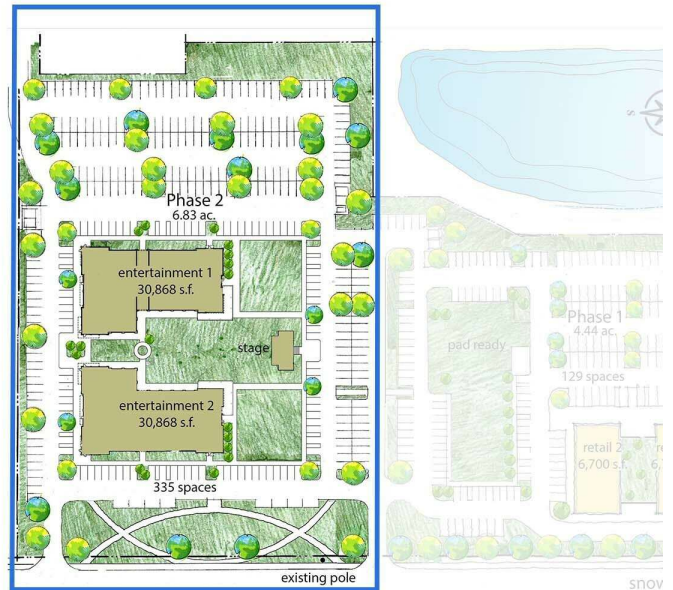 Phase 2
6.83 ac.
entertainment 1
30,868 s.f.
stage
entertainment 2
30,868 s.f.
335 spaces
existing pole
s
Phase 1
4.44 ac.
pad ready
129 spaces
retail 2
6,700 s.f.